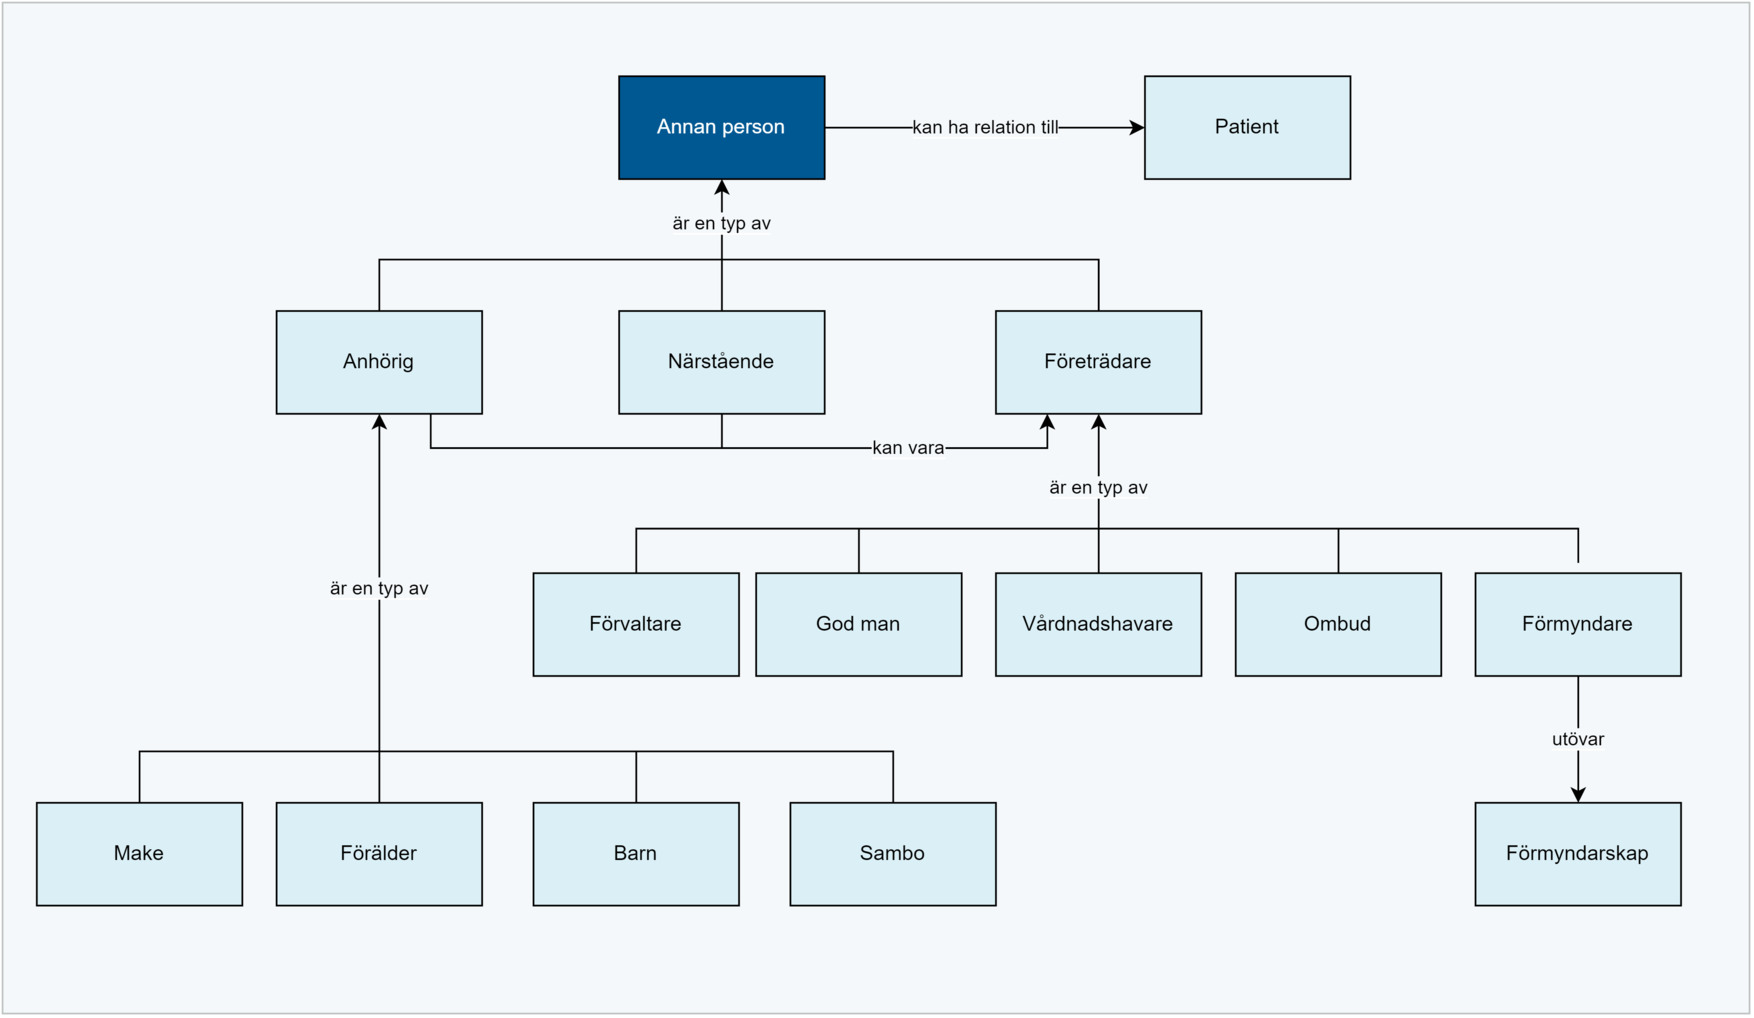 Annan person
kan ha relation till
Patient
är en typ av
Anhörig
Närstående
Företrädare
kan vara
är en typ av
är en typ av
Förvaltare
God man
Vårdnadshavare
Ombud
Förmyndare
utövar
Make
Förälder
Barn
Sambo
Förmyndarskap